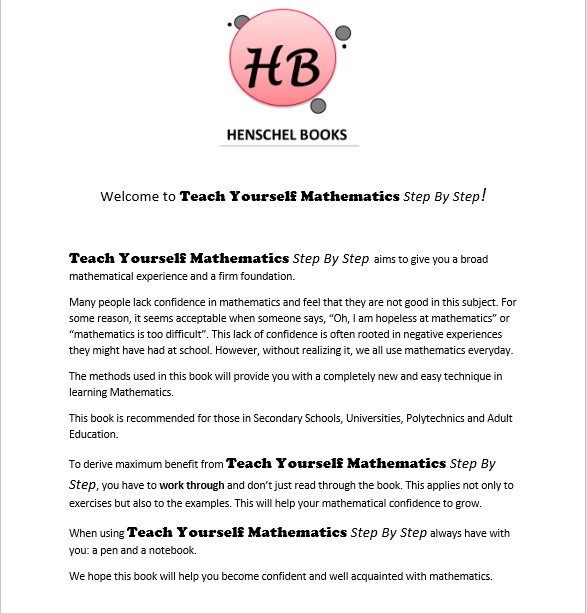 HB
HENSCHEL BOOKS
Welcome to Teach Yourself Mathematics Step By Step!
Teach Yourself Mathematics Step By Step aims to give you a broad
mathematical experience and a firm foundation.
Many people lack confidence in mathematics and feel that they are not good in this subject. For
some reason, it seems acceptable when someone says, “Oh, I am hopeless at mathematics” or
“mathematics is too difficult”. This lack of confidence is often rooted in negative experiences
they might have had at school. However, without realizing it, we all use mathematics everyday.
The methods used in this book will provide you with a completely new and easy technique in
learning Mathematics.
This book is recommended for those in Secondary Schools, Universities, Polytechnics and Adult
Education.
To derive maximum benefit from Teach Yourself Mathematics Step By
Step, you have to work through and don’t just read through the book. This applies not only to
exercises but also to the examples. This will help your mathematical confidence to grow.
When using Teach Yourself Mathematics Step By Step always have with
you: a pen and a notebook.
We hope this book will help you become confident and well acquainted with mathematics.